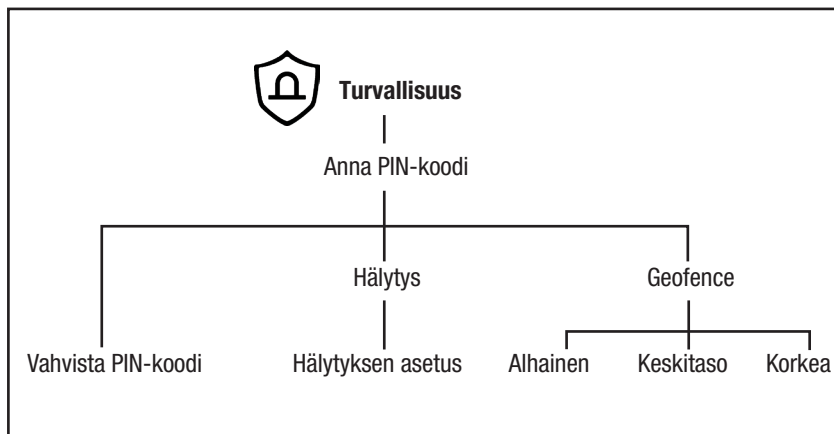 Turvallisuus
Anna PIN-koodi
Hälytys
Geofence
Vahvista PIN-koodi
Hälytyksen asetus
Alhainen
Keskitaso
Korkea